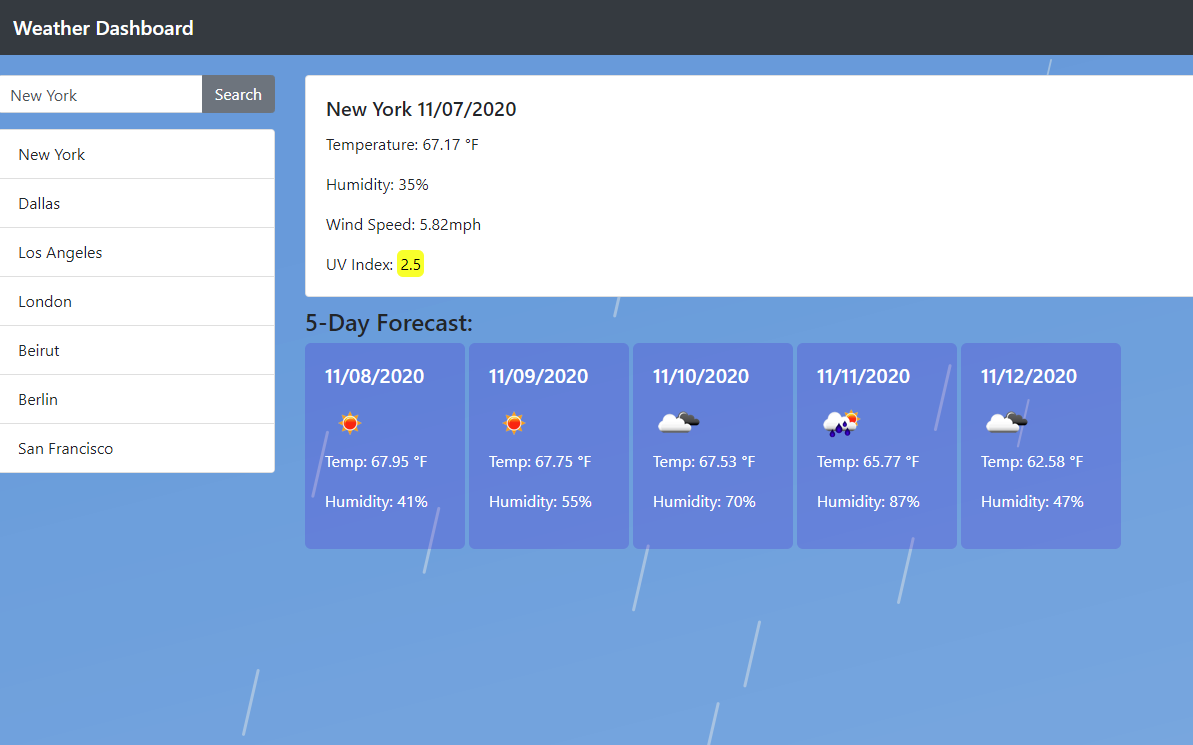 Weather Dashboard
New York
Search
New York
Dallas
Los Angeles
London
Beirut
Berlin
San Francisco
New York 11/07/2020
Temperature: 67.17 °F
Humidity: 35%
Wind Speed: 5.82mph
UV Index: 2.5
5-Day Forecast:
11/08/2020
Temp: 67.95 °F
Humidity: 41%
11/09/2020
Temp: 67.75 °F
Humidity: 55%
11/10/2020
Temp: 67.53 °F
Humidity: 70%
11/11/2020
Temp: 65.77 °F
Humidity: 87%
11/12/2020
Temp: 62.58 °F
Humidity: 47%